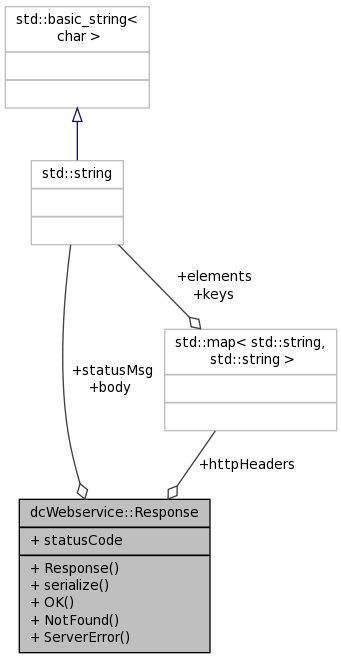 std::basic_string<
char >
std::string
+elements
+keys
std::map< std::string,
std::string >
+statusMsg
+body
+httpHeaders
dcWebservice::Response
+ statusCode
+ Response()
+ serialize()
+ OK()
+ NotFound()
+ ServerError()